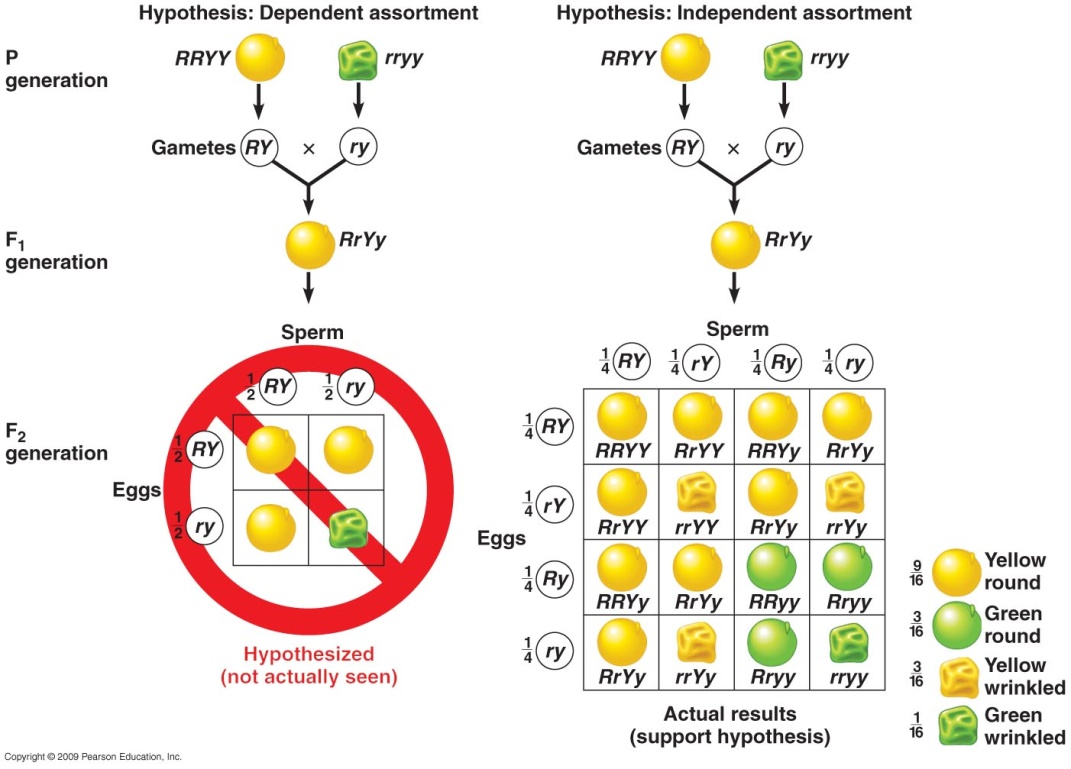 Hypothesis: Dependent assortment
Hypothesis: Independent assortment
P
generation
RRYY
rryy
RRYY
rryy
Gametes RY × ry
Gametes RY × ry
F1
generation
RrYy
RrYy
F2
generation
Sperm
1/2 RY 1/2 ry
Eggs
1/2 RY
1/2 ry
Hypothesized
(not actually seen)
Sperm
1/4 RY 1/4 rY 1/4 Ry 1/4 ry
Eggs
1/4 RY
RRYY RrYY RRYy RrYy
1/4 rY
RrYY rrYY RrYy rrYy
1/4 Ry
RRYy RrYy RRyy Rryy
1/4 ry
RrYy rrYy Rryy rryy
Actual results
(support hypothesis)
9/16 Yellow
round
3/16 Green
round
3/16 Yellow
wrinkled
1/16 Green
wrinkled
Copyright © 2009 Pearson Education, Inc.